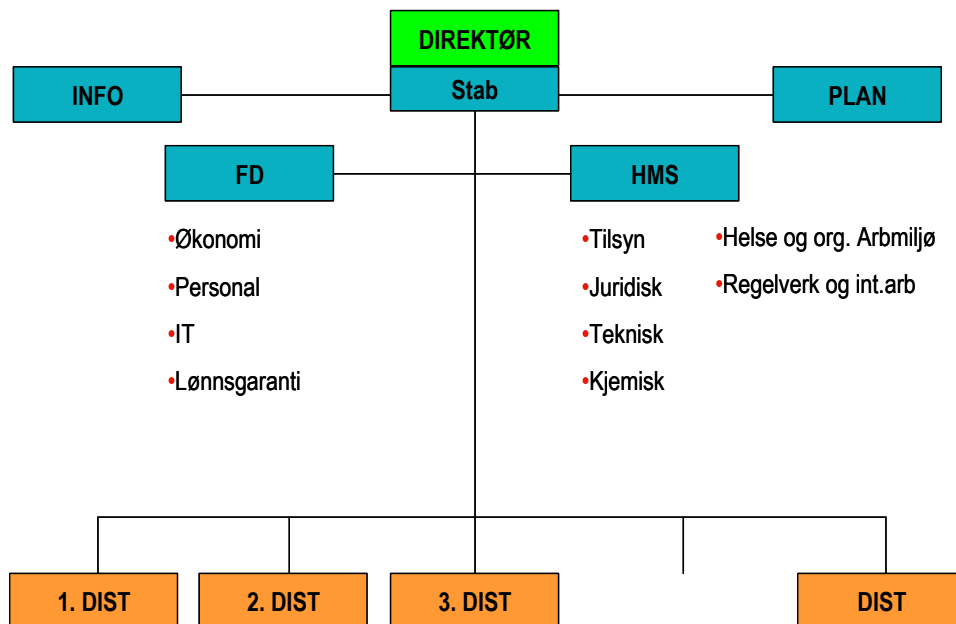 DIREKTØR
INFO
Stab
PLAN
FD
HMS
•Økonomi
•Personal
•IT
•Lønnsgaranti
•Tilsyn
•Juridisk
•Teknisk
•Kjemisk
•Helse og org. Arbmiljø
•Regelverk og int.arb
1. DIST
2. DIST
3. DIST
DIST